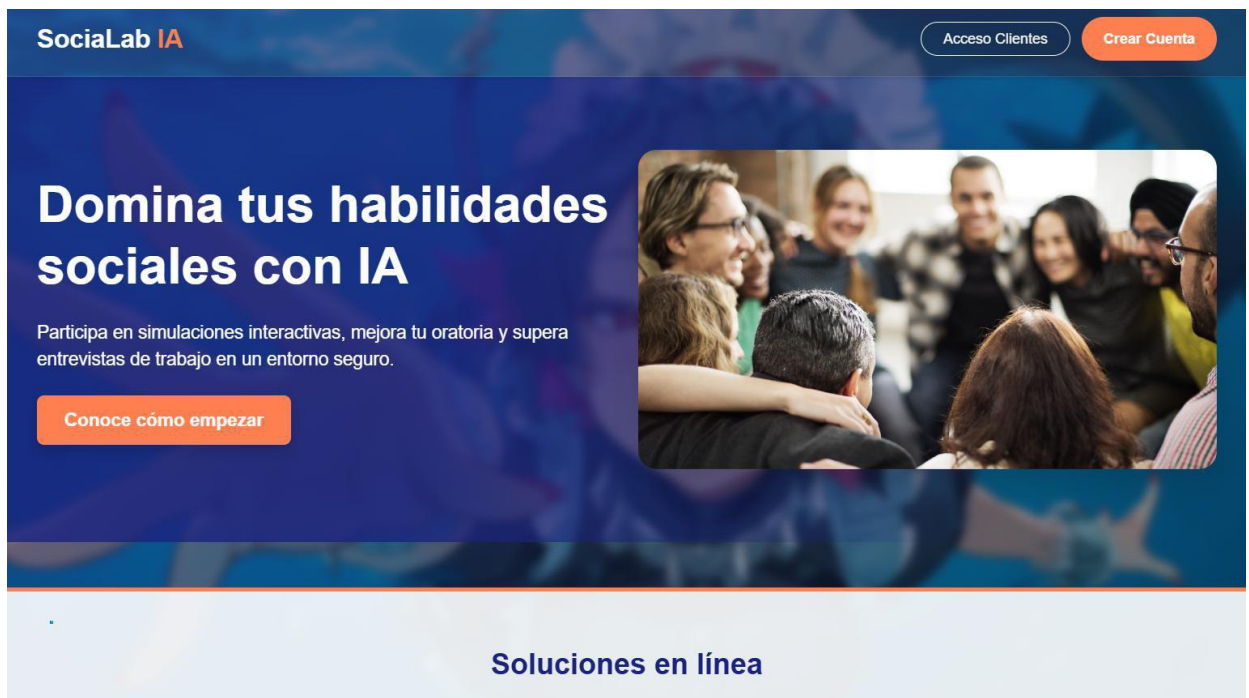 SociaLab IA
Acceso Clientes
Crear Cuenta
Domina tus habilidades
sociales con IA
Participa en simulaciones interactivas, mejora tu oratoria y supera
entrevistas de trabajo en un entorno seguro.
Conoce cómo empezar
Soluciones en línea